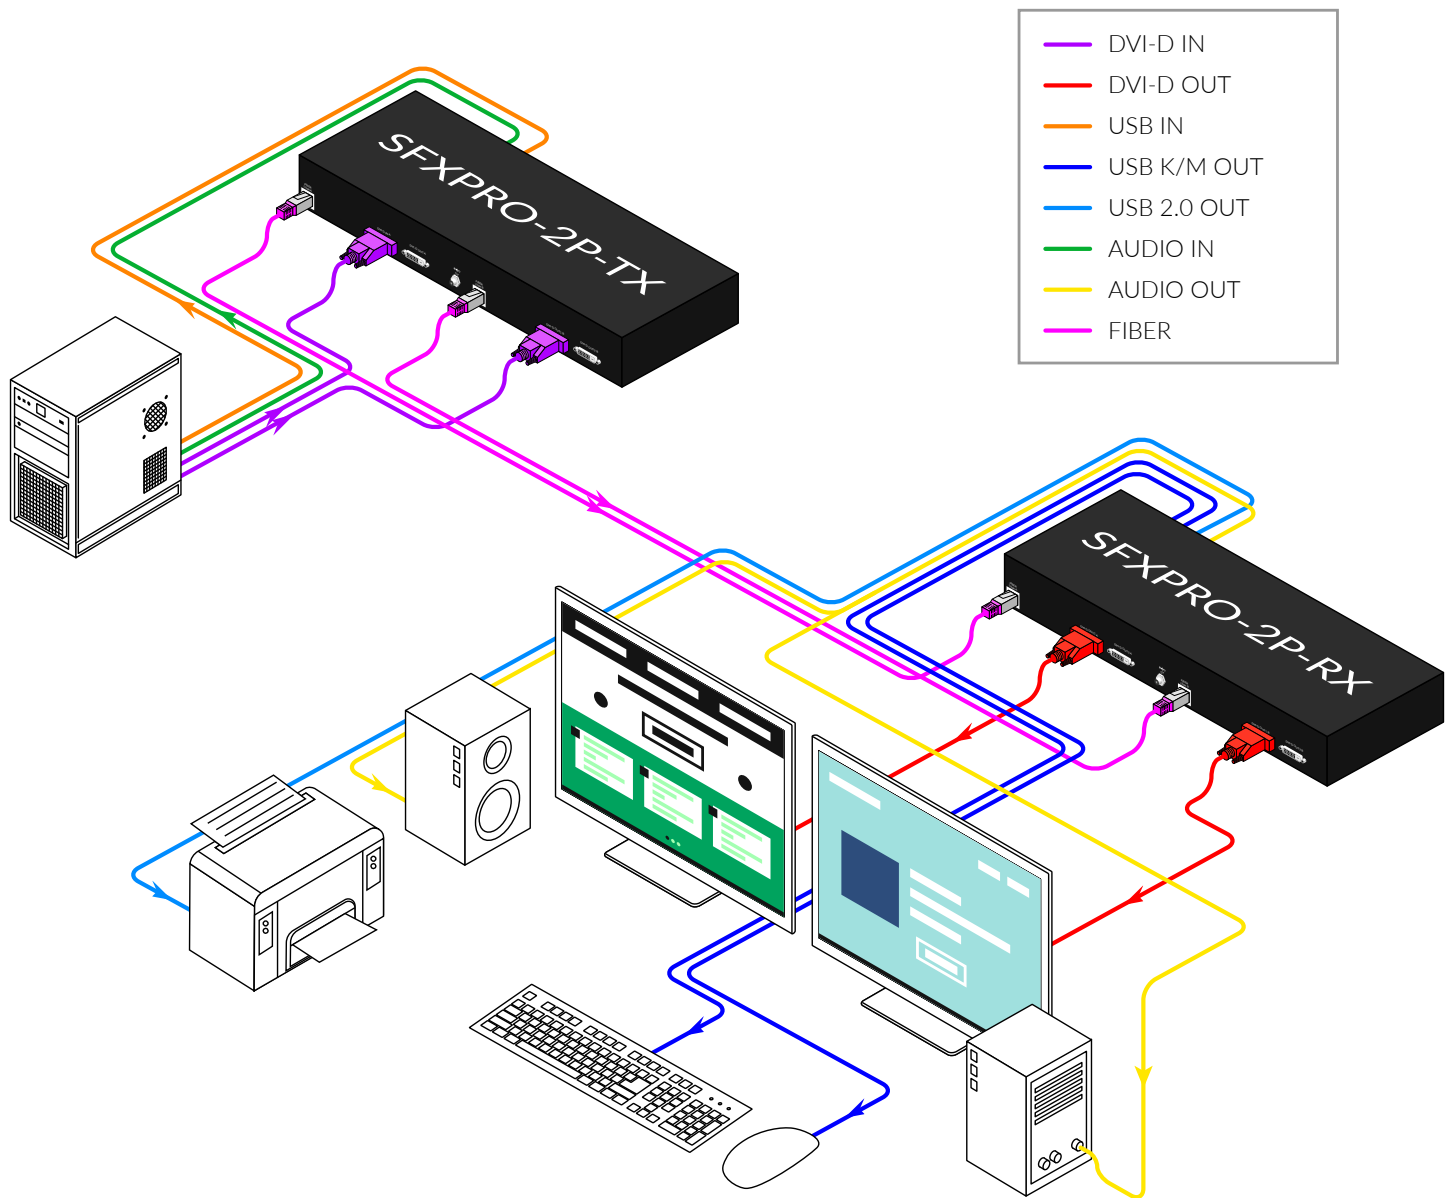 DVI-D IN
DVI-D OUT
USB IN
USB K/M OUT
USB 2.0 OUT
AUDIO IN
AUDIO OUT
FIBER
SFXPRO-2P-TX
SFXPRO-2P-RX